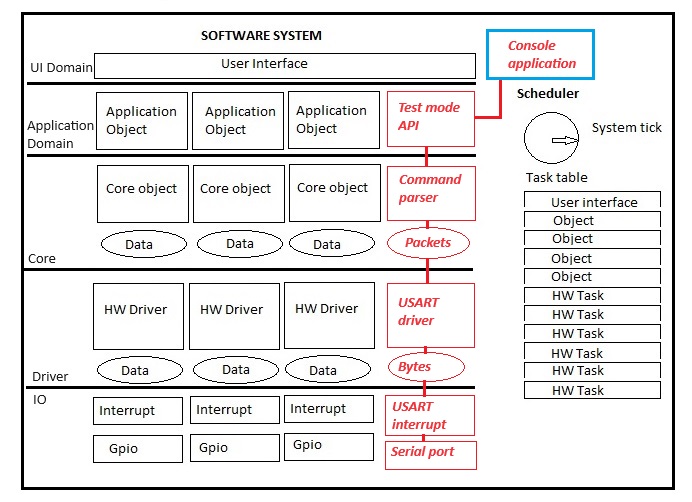 SOFTWARE SYSTEM
UI Domain
User Interface
Console
application
Scheduler
System tick
Task table
Application
Domain
Application
Object
Application
Object
Application
Object
Test mode
API
Core object
Core object
Core object
Command
parser
Data
Data
Data
Packets
Core
HW Driver
HW Driver
HW Driver
USART
driver
Data
Data
Data
Bytes
Driver
IO
Interrupt
Interrupt
Interrupt
USART
interrupt
Gpio
Gpio
Gpio
Serial port
User interface
Object
Object
Object
Object
HW Task
HW Task
HW Task
HW Task
HW Task
HW Task